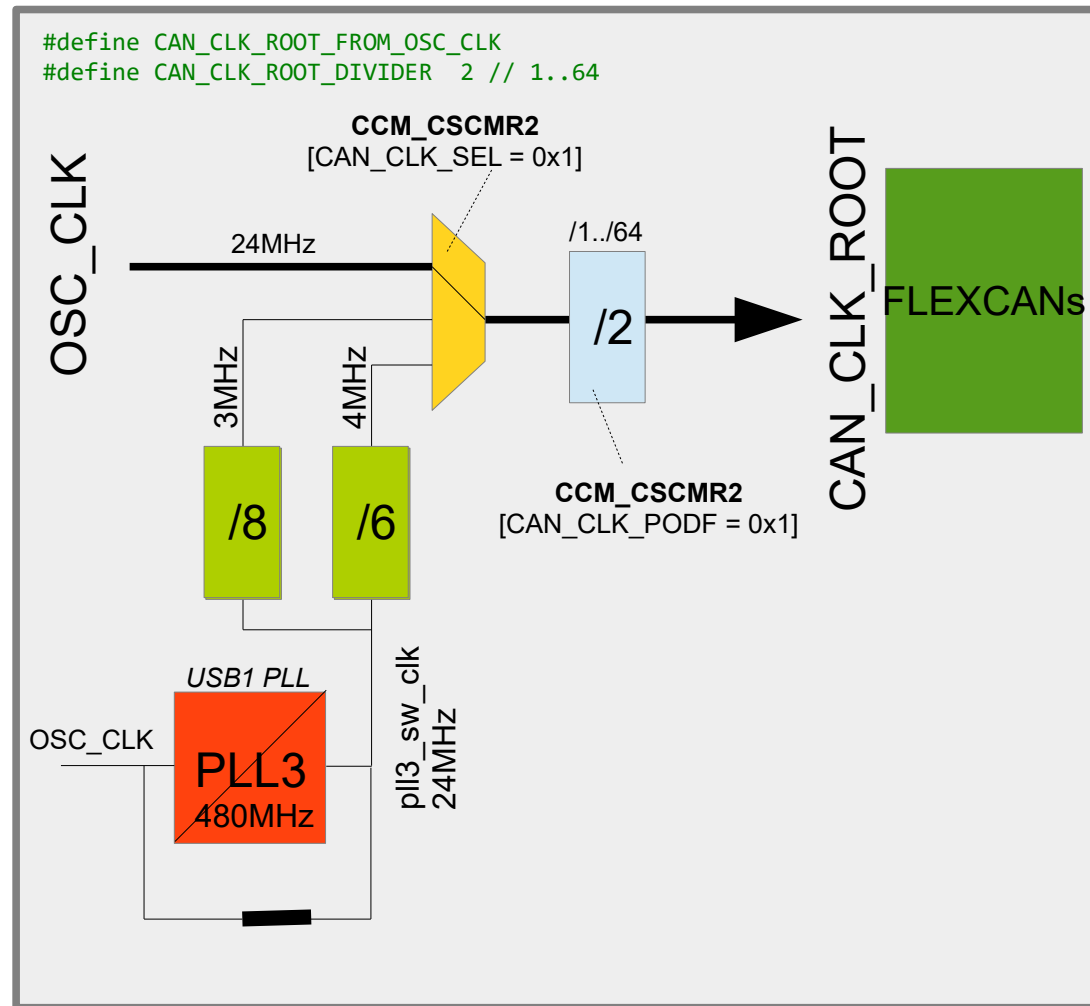 #define CAN_CLK_ROOT_FROM_OSC_CLK
#define CAN_CLK_ROOT_DIVIDER  2 // 1..64
CCM_CSCMR2
[CAN_CLK_SEL = 0x1]
OSC_CLK
24MHz
/1../64
/2
CAN_CLK_ROOT
FLEXCANs
3MHz
4MHz
/8
/6
CCM_CSCMR2
[CAN_CLK_PODF = 0x1]
USB1 PLL
OSC_CLK
PLL3
480MHz
pll3_sw_clk
24MHz